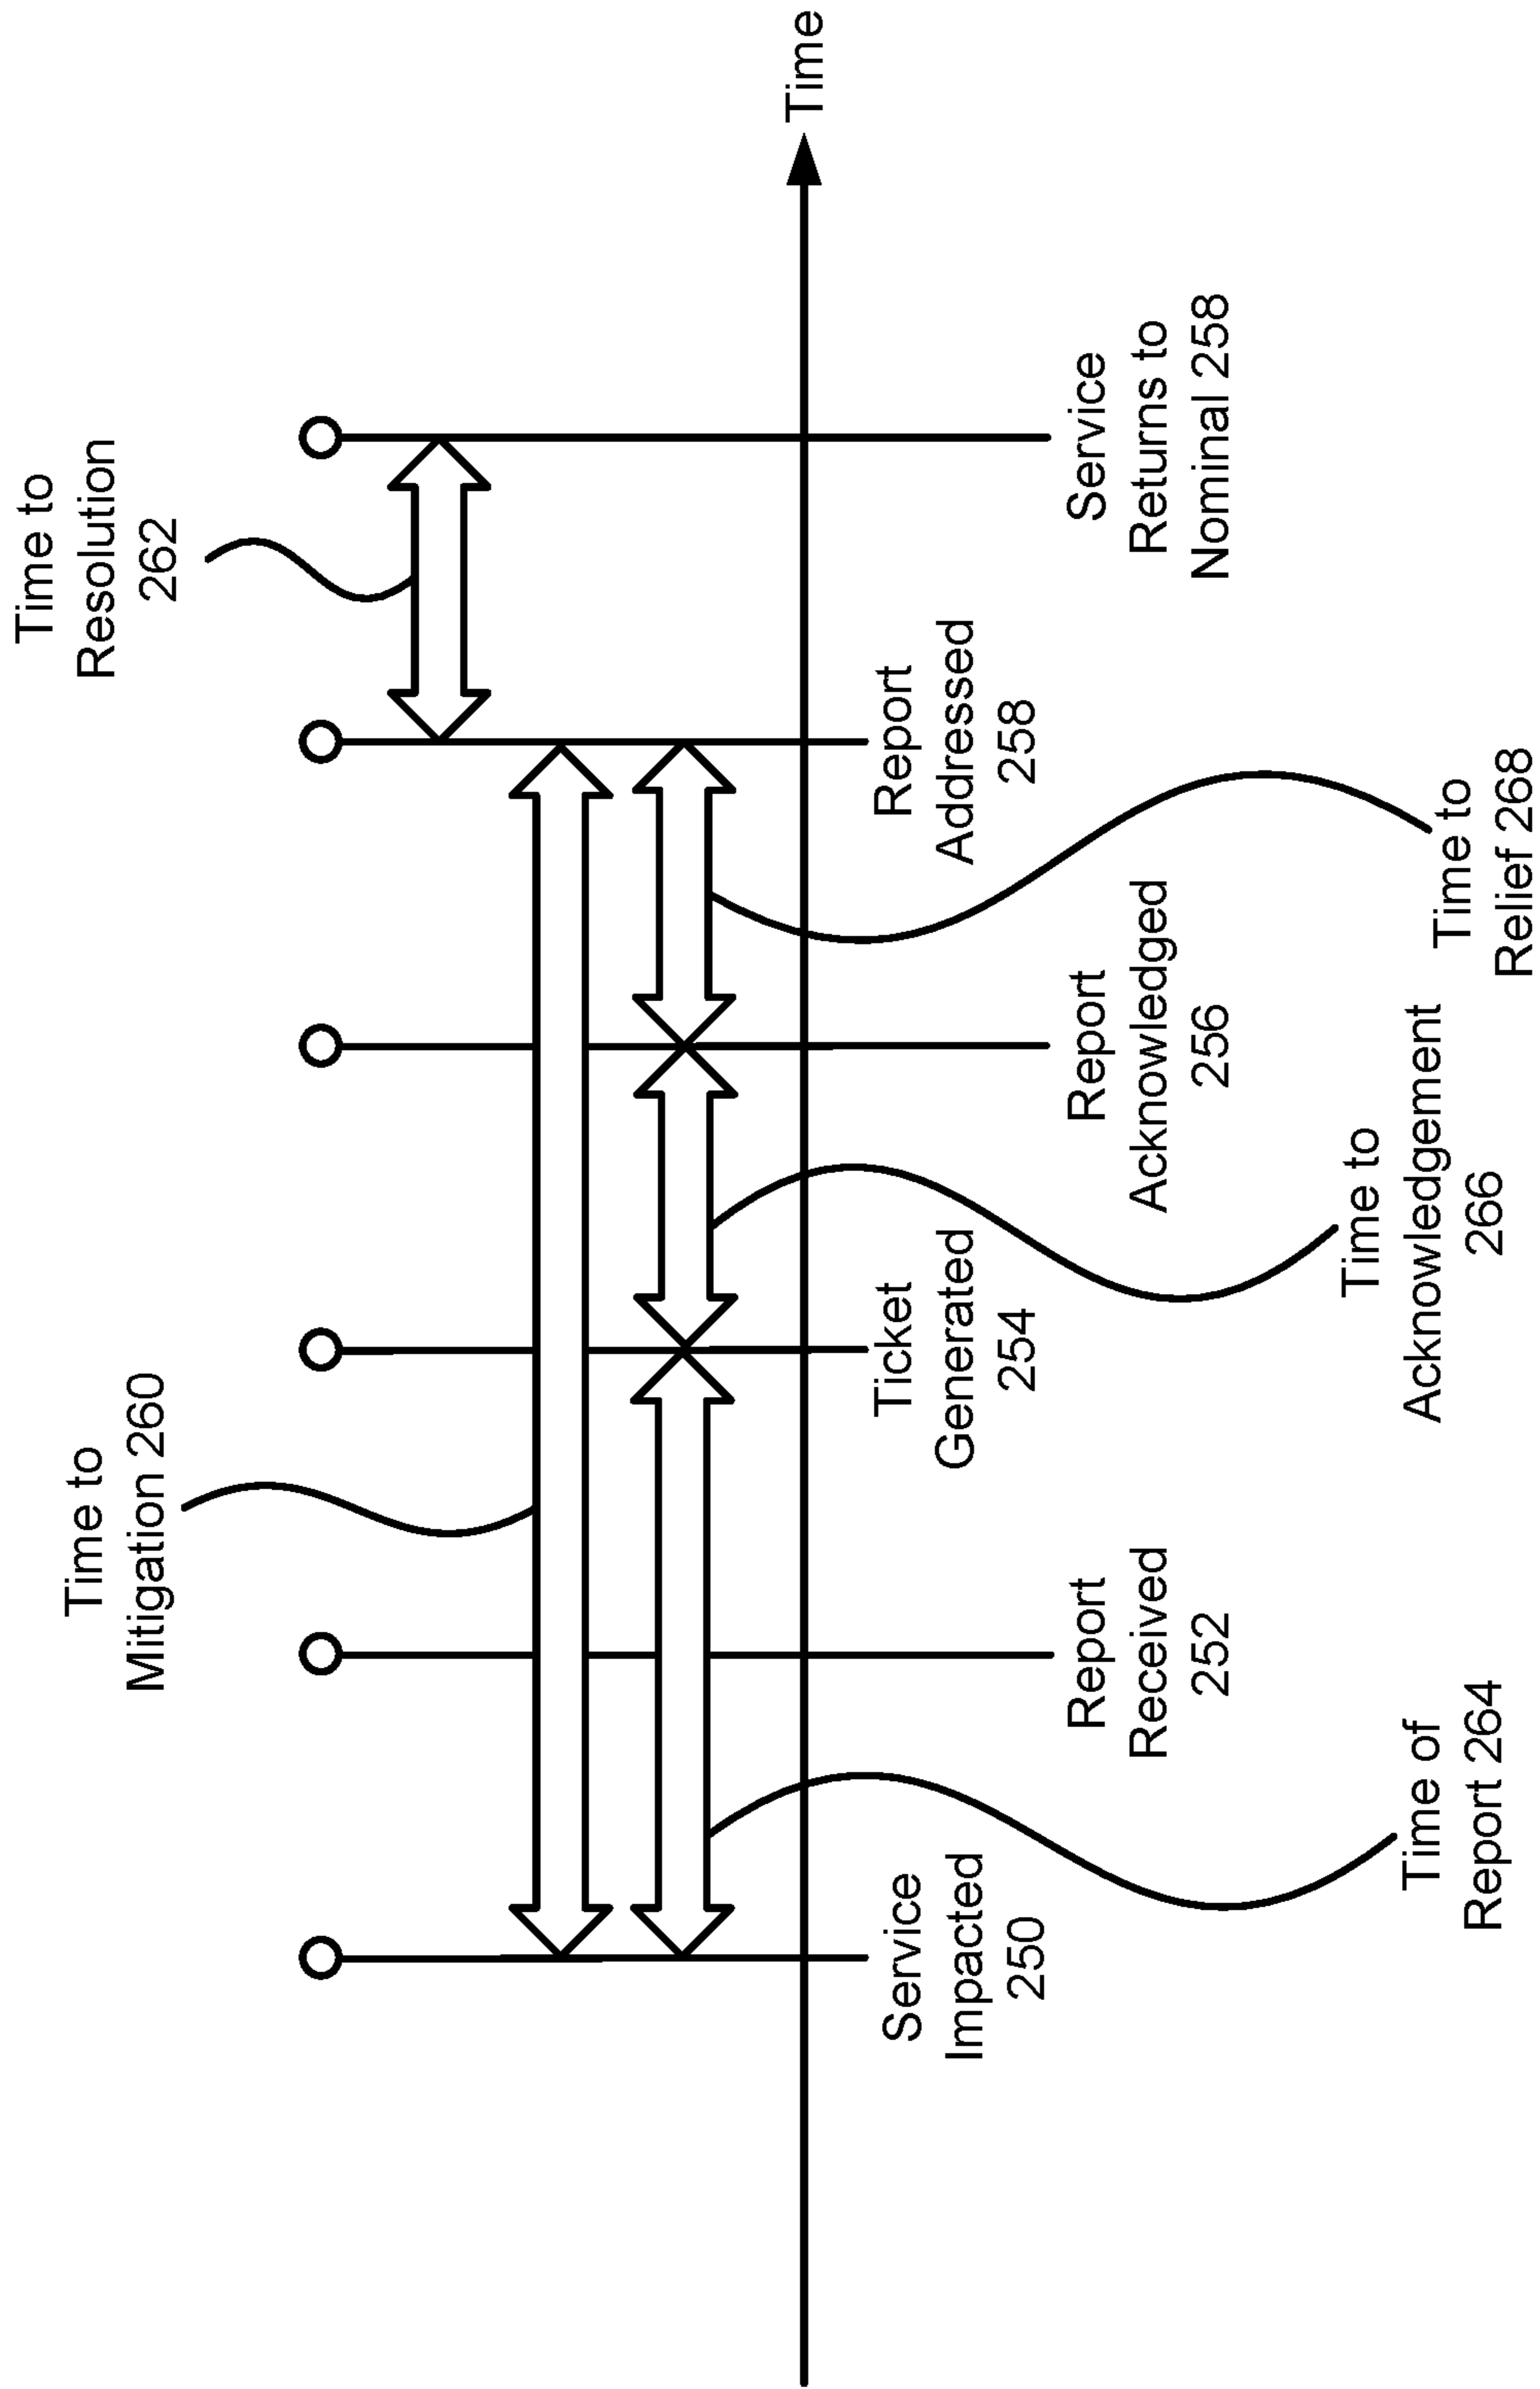 Time to
Mitigation 260
Time to
Resolution
262
Time
Service
Impacted
250
Report
Received
252
Ticket
Generated
254
Report
Acknowledged
256
Report
Addressed
258
Service
Returns to
Nominal 258
Time of
Report 264
Time to
Acknowledgement
266
Time to
Relief 268